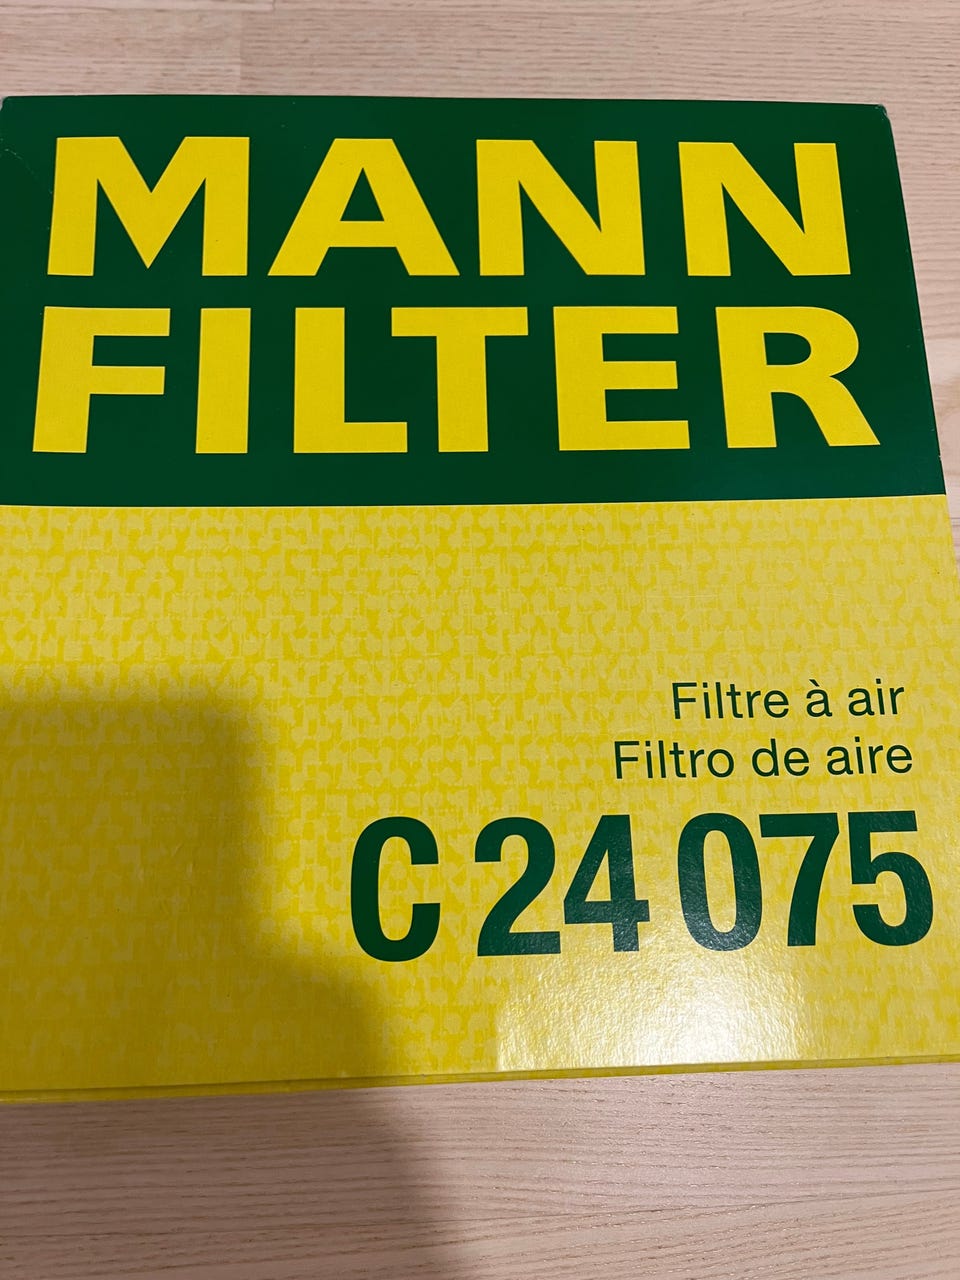 MANN
FILTER
Filtre à air
Filtro de aire
C 24 075